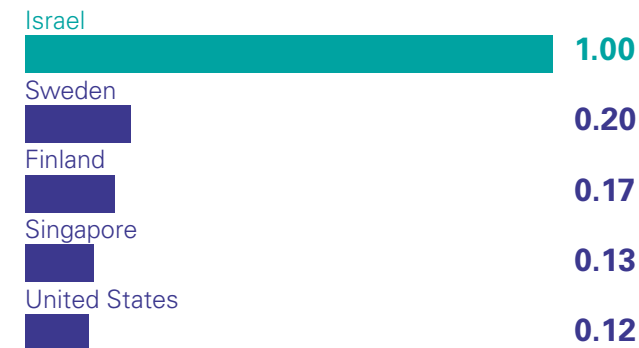 Israel
1.00
Sweden
0.20
Finland
0.17
Singapore
0.13
United States
0.12